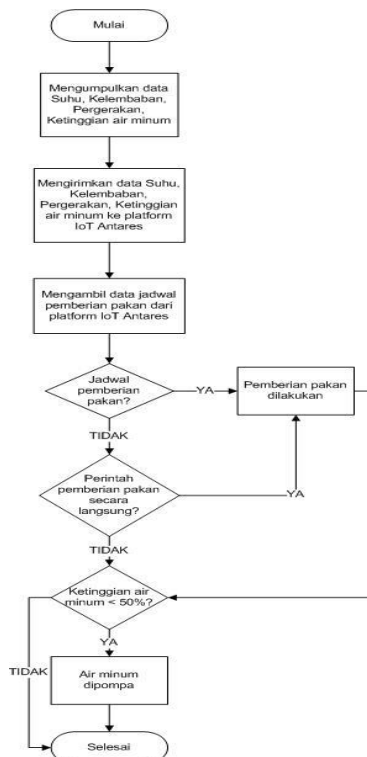 Mulai
Mengumpulkan data
Suhu, Kelembaban,
Pergerakan,
Ketinggian air minum
Mengirimkan data Suhu,
Kelembaban,
Pergerakan, Ketinggian
air minum ke platform
IoT Antares
Mengambil data jadwal
pemberian pakan dari
platform IoT Antares
Jadwal
pemberian
pakan?
YA
Pemberian pakan
dilakukan
TIDAK
Perintah
pemberian pakan
secara
langsung?
YA
TIDAK
Ketinggian air
minum < 50%?
YA
TIDAK
Air minum
dipompa
Selesai